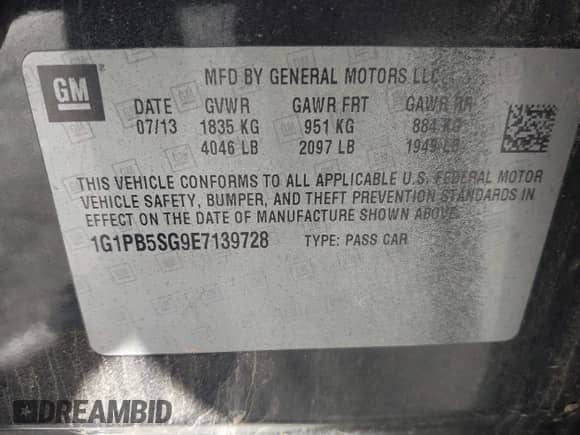 GM
MFD BY GENERAL MOTORS LLC
DATE GVWR GAWR FRT GAWR RR
07/13 1835 KG 951 KG 884 KG
4046 LB 2097 LB 1949 LB
THIS VEHICLE CONFORMS TO ALL APPLICABLE U.S. FEDERAL MOTOR
VEHICLE SAFETY, BUMPER, AND THEFT PREVENTION STANDARDS IN
EFFECT ON THE DATE OF MANUFACTURE SHOWN ABOVE.
1G1PB5SG9E7139728 TYPE: PASS CAR
DREAMBID